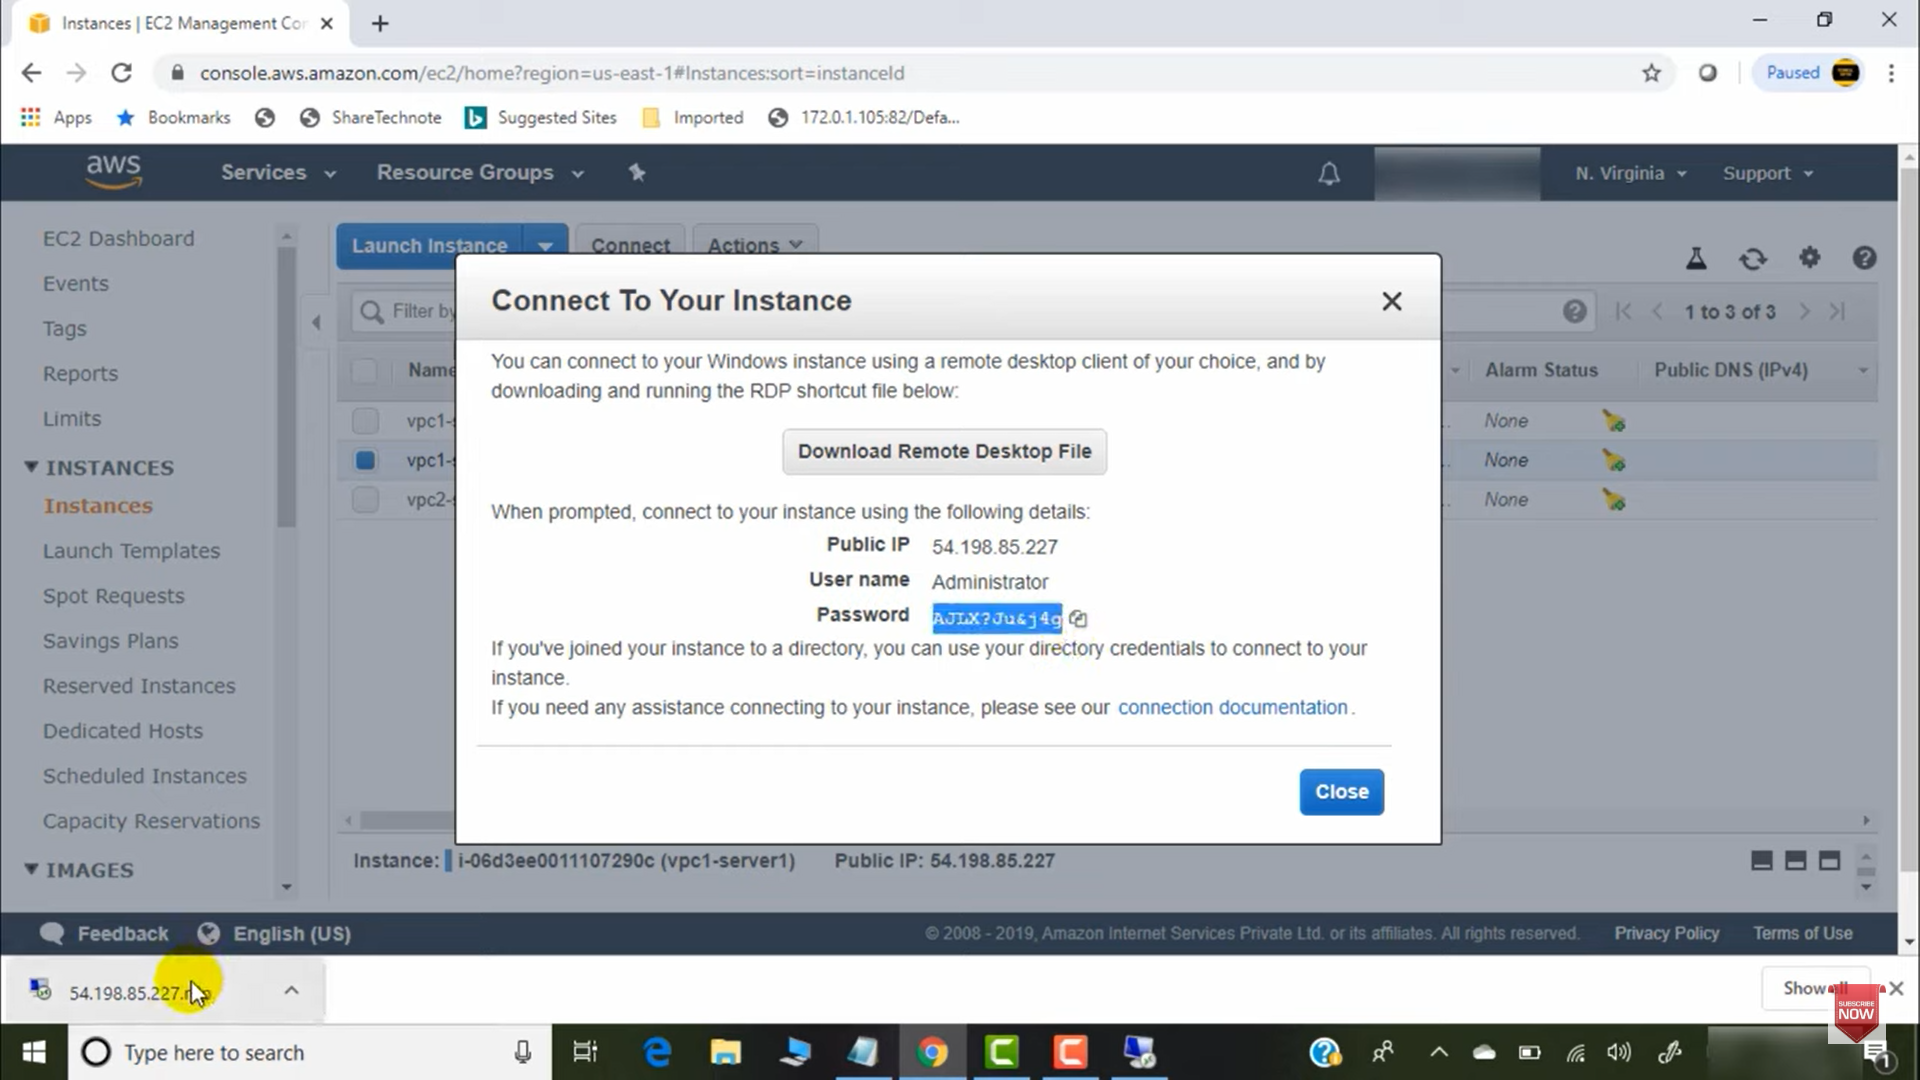 Instances | EC2 Management Co
console.aws.amazon.com/ec2/home?region=us-east-1#Instances:sort=instanceId
Paused
Apps
Bookmarks
ShareTechnote
Suggested Sites
Imported
172.0.1.105:82/Defa...
aws
Services
Resource Groups
N. Virginia
Support
EC2 Dashboard
Events
Tags
Reports
Limits
INSTANCES
Instances
Launch Templates
Spot Requests
Savings Plans
Reserved Instances
Dedicated Hosts
Scheduled Instances
Capacity Reservations
IMAGES
Launch Instance
Connect
Actions
Filter by
1 to 3 of 3
Name
Alarm Status
Public DNS (IPv4)
vpc1-s
None
vpc1-s
None
vpc2-s
None
Connect To Your Instance
You can connect to your Windows instance using a remote desktop client of your choice, and by
downloading and running the RDP shortcut file below:
Download Remote Desktop File
When prompted, connect to your instance using the following details:
Public IP 54.198.85.227
User name Administrator
Password AJLX?Ju&j4g
If you've joined your instance to a directory, you can use your directory credentials to connect to your
instance.
If you need any assistance connecting to your instance, please see our connection documentation.
Close
Instance: i-06d3ee0011107290c (vpc1-server1) Public IP: 54.198.85.227
Feedback
English (US)
© 2008 - 2019, Amazon Internet Services Private Ltd. or its affiliates. All rights reserved.
Privacy Policy
Terms of Use
54.198.85.227
Show
SUBSCRIBE
NOW
Type here to search
1